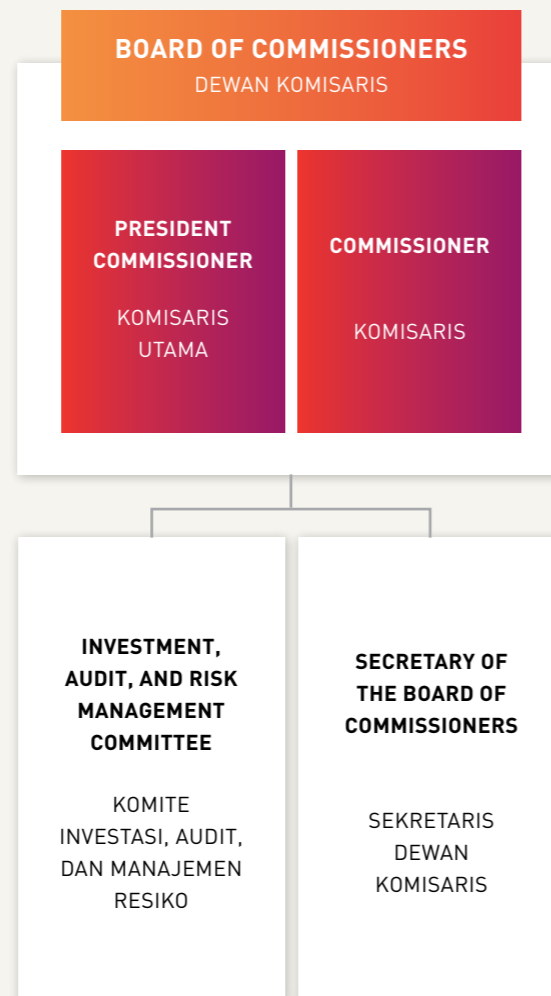 BOARD OF COMMISSIONERS
DEWAN KOMISARIS
PRESIDENT
COMMISSIONER
KOMISARIS
UTAMA
COMMISSIONER
KOMISARIS
INVESTMENT,
AUDIT, AND RISK
MANAGEMENT
COMMITTEE
KOMITE
INVESTASI, AUDIT,
DAN MANAJEMEN
RESIKO
SECRETARY OF
THE BOARD OF
COMMISSIONERS
SEKRETARIS
DEWAN
KOMISARIS